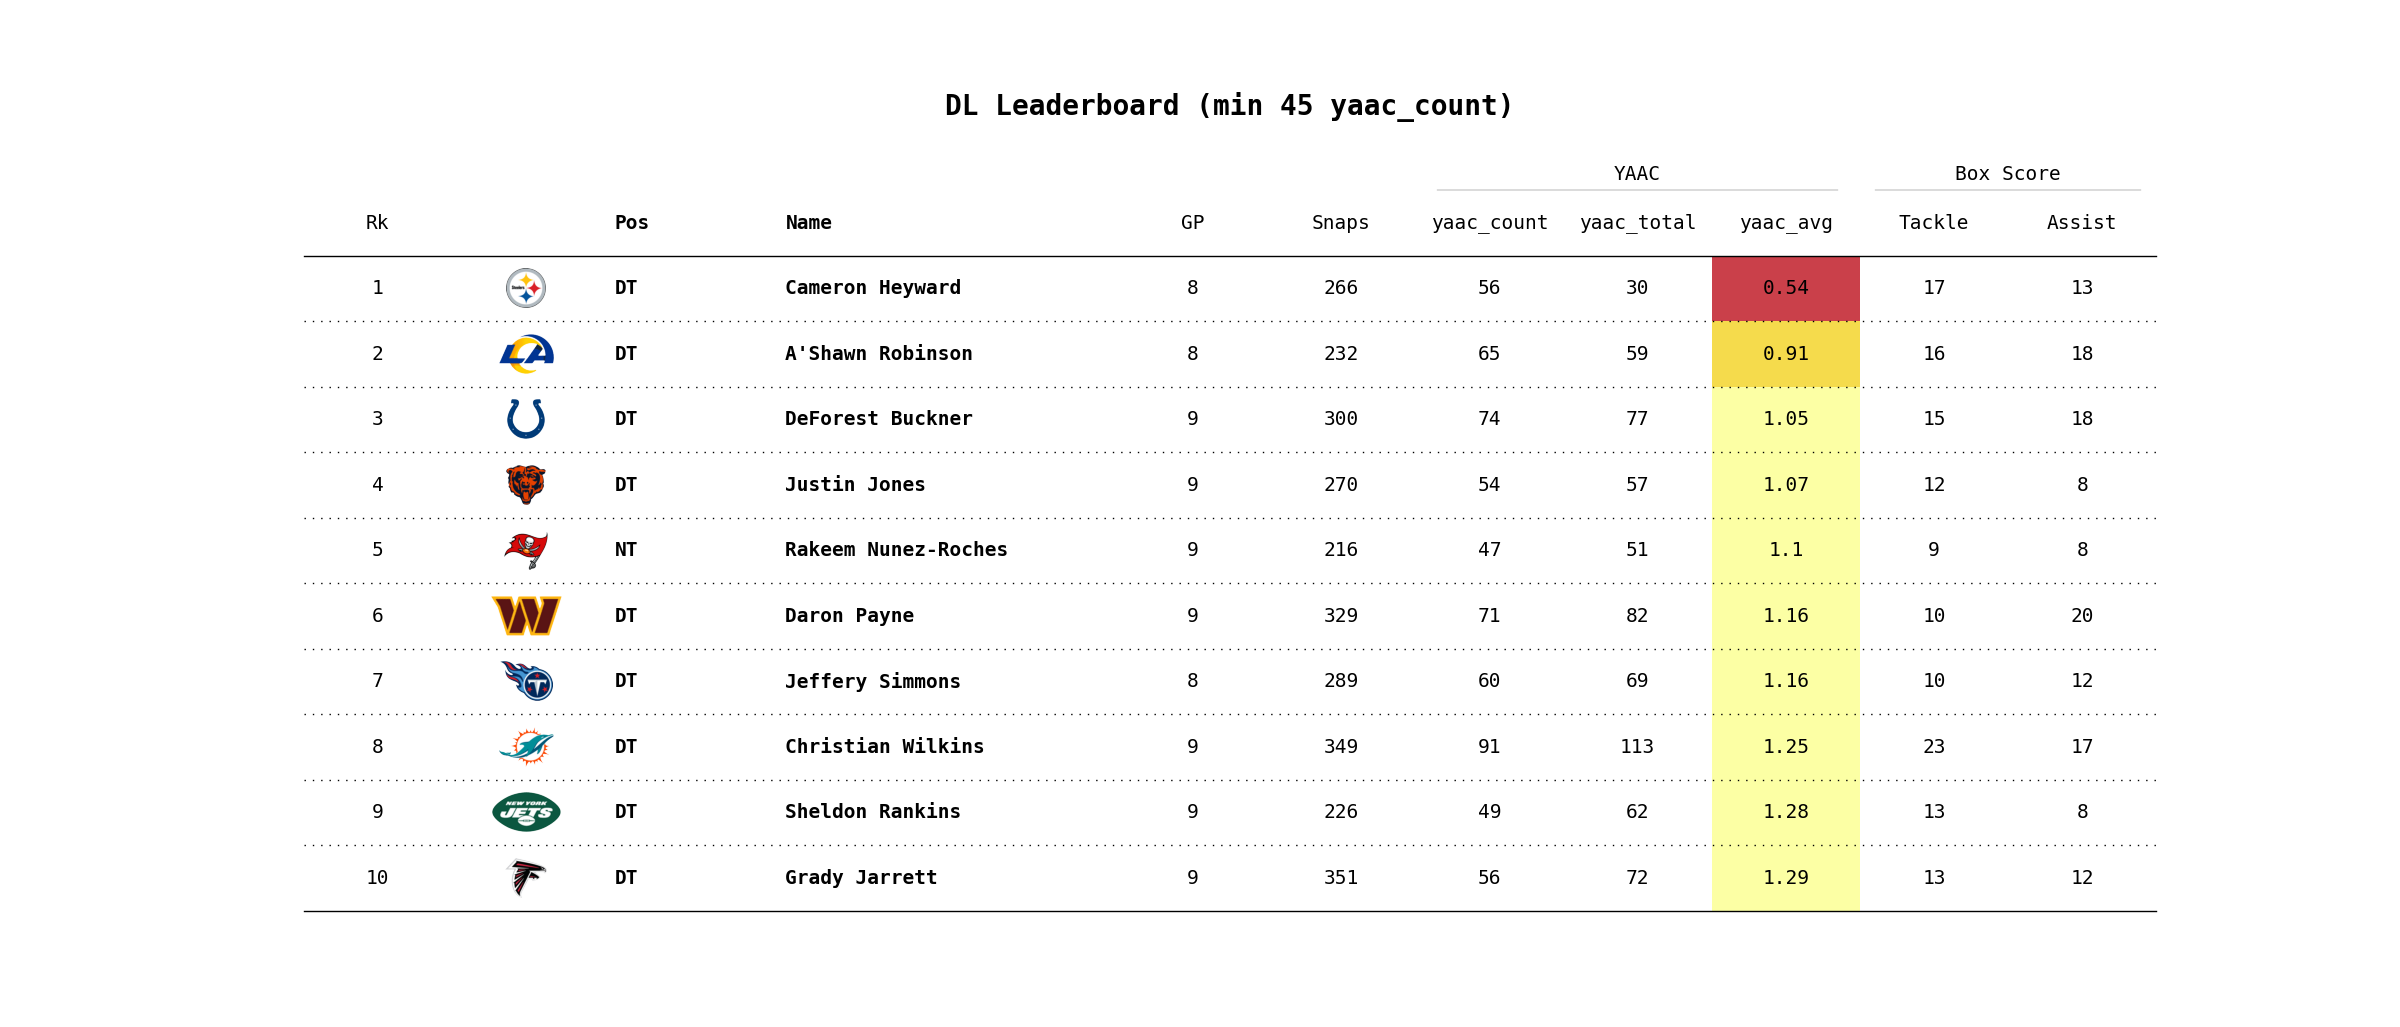 DL Leaderboard (min 45 yaac_count)
YAAC Box Score
Rk Pos Name GP Snaps yaac_count yaac_total yaac_avg Tackle Assist
1 Steelers DT Cameron Heyward 8 266 56 30 0.54 17 13
2 LA DT A'Shawn Robinson 8 232 65 59 0.91 16 18
3 DT DeForest Buckner 9 300 74 77 1.05 15 18
4 DT Justin Jones 9 270 54 57 1.07 12 8
5 NT Rakeem Nunez-Roches 9 216 47 51 1.1 9 8
6 W DT Daron Payne 9 329 71 82 1.16 10 20
7 T DT Jeffery Simmons 8 289 60 69 1.16 10 12
8 DT Christian Wilkins 9 349 91 113 1.25 23 17
9 NEW YORK JETS DT Sheldon Rankins 9 226 49 62 1.28 13 8
10 DT Grady Jarrett 9 351 56 72 1.29 13 12